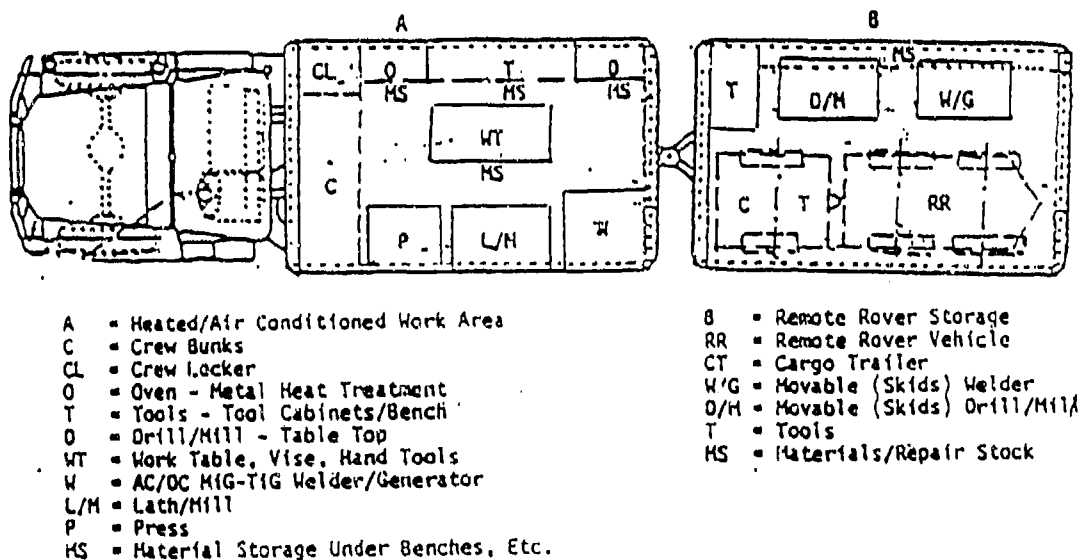 A
B
CL
O
T
D
MS
MS
MS
WT
MS
C
P
L/M
W
MS
T
D/M
W/G
C
T
RR
A = Heated/Air Conditioned Work Area
C = Crew Bunks
CL = Crew Locker
O = Oven - Metal Heat Treatment
T = Tools - Tool Cabinets/Bench
D = Drill/Mill - Table Top
WT = Work Table, Vise, Hand Tools
W = AC/DC MiG-TiG Welder/Generator
L/M = Lath/Mill
P = Press
MS = Material Storage Under Benches, Etc.
B = Remote Rover Storage
RR = Remote Rover Vehicle
CT = Cargo Trailer
W/G = Movable (Skids) Welder
D/M = Movable (Skids) Drill/Mil/
T = Tools
MS = Materials/Repair Stock